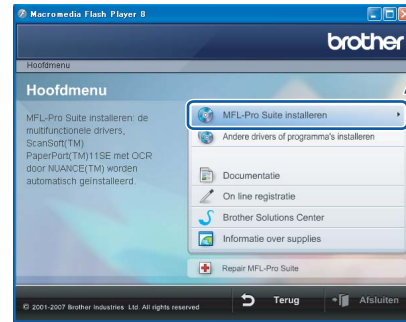 Macromedia Flash Player 8
brother
Hoofdmenu
Hoofdmenu
MFL-Pro Suite installeren: de
multifunctionele drivers,
ScanSoft(TM)
PaperPort(TM)11SE met OCR
door NUANCE(TM) worden
automatisch geïnstalleerd.
MFL-Pro Suite installeren
Andere drivers of programma's installeren
Documentatie
On line registratie
Brother Solutions Center
Informatie over supplies
Repair MFL-Pro Suite
© 2001-2007 Brother Industries Ltd. All rights reserved
Terug
Afsluiten